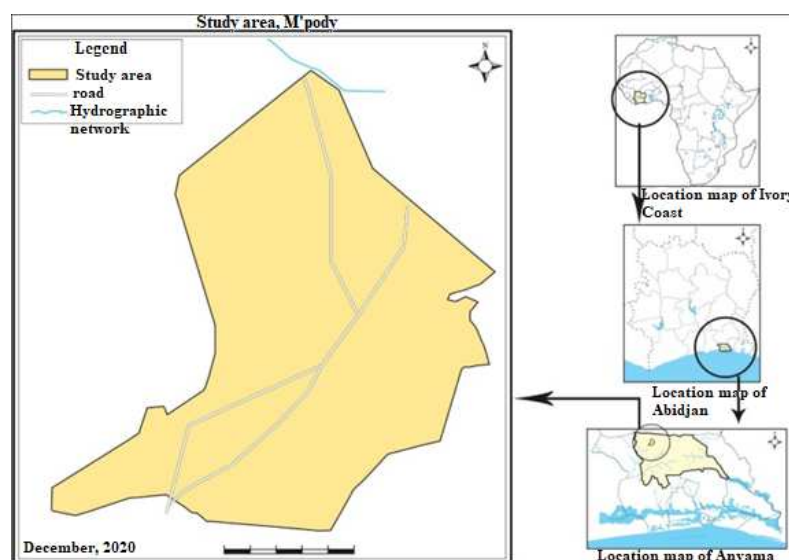 Study area, M'pody
Legend
Study area
road
Hydrographic
network
N
December, 2020
Location map of Ivory
Coast
Location map of
Abidjan
Location map of Anyama